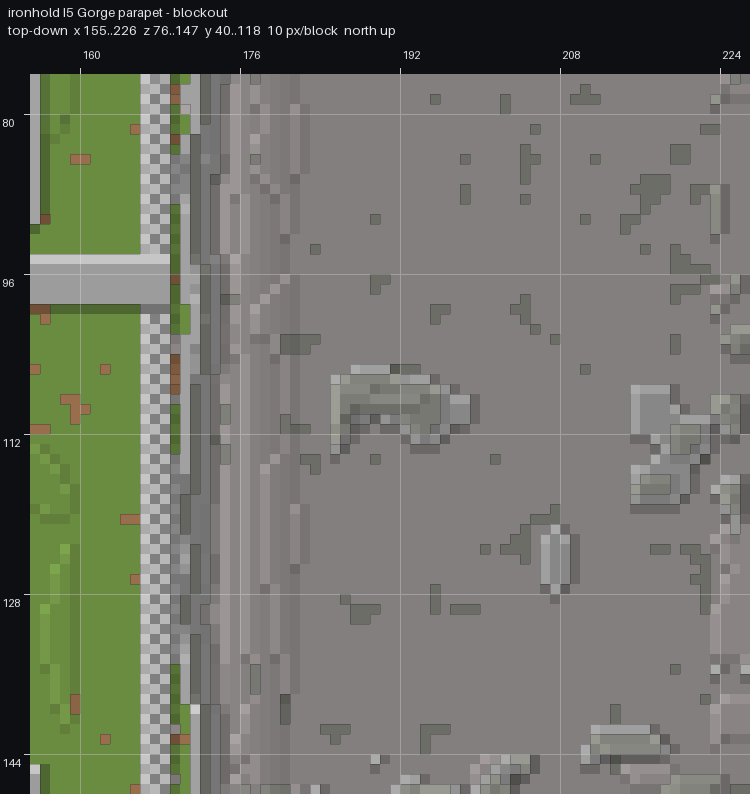 ironhold I5 Gorge parapet - blockout
top-down  x 155..226  z 76..147  y 40..118  10 px/block  north up
160 176 192 208 224
80
96
112
128
144